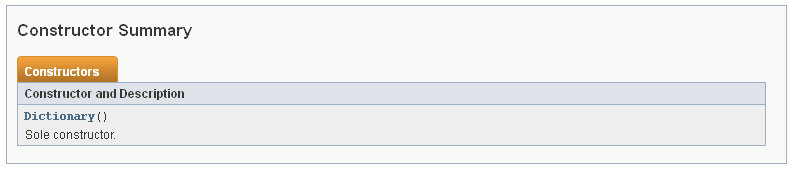 Constructor Summary
Constructors
Constructor and Description
Dictionary()
Sole constructor.